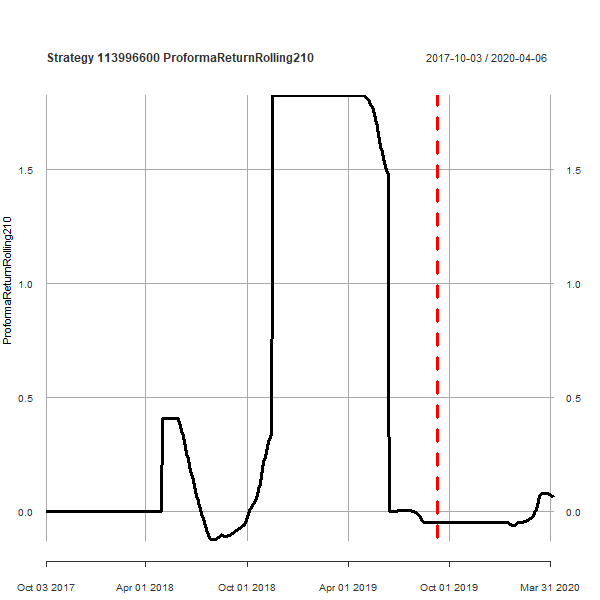 Strategy 113996600 ProformaReturnRolling210
2017-10-03 / 2020-04-06
ProformaReturnRolling210
1.5
1.5
1.0
1.0
0.5
0.5
0.0
0.0
Oct 03 2017
Apr 01 2018
Oct 01 2018
Apr 01 2019
Oct 01 2019
Mar 31 2020